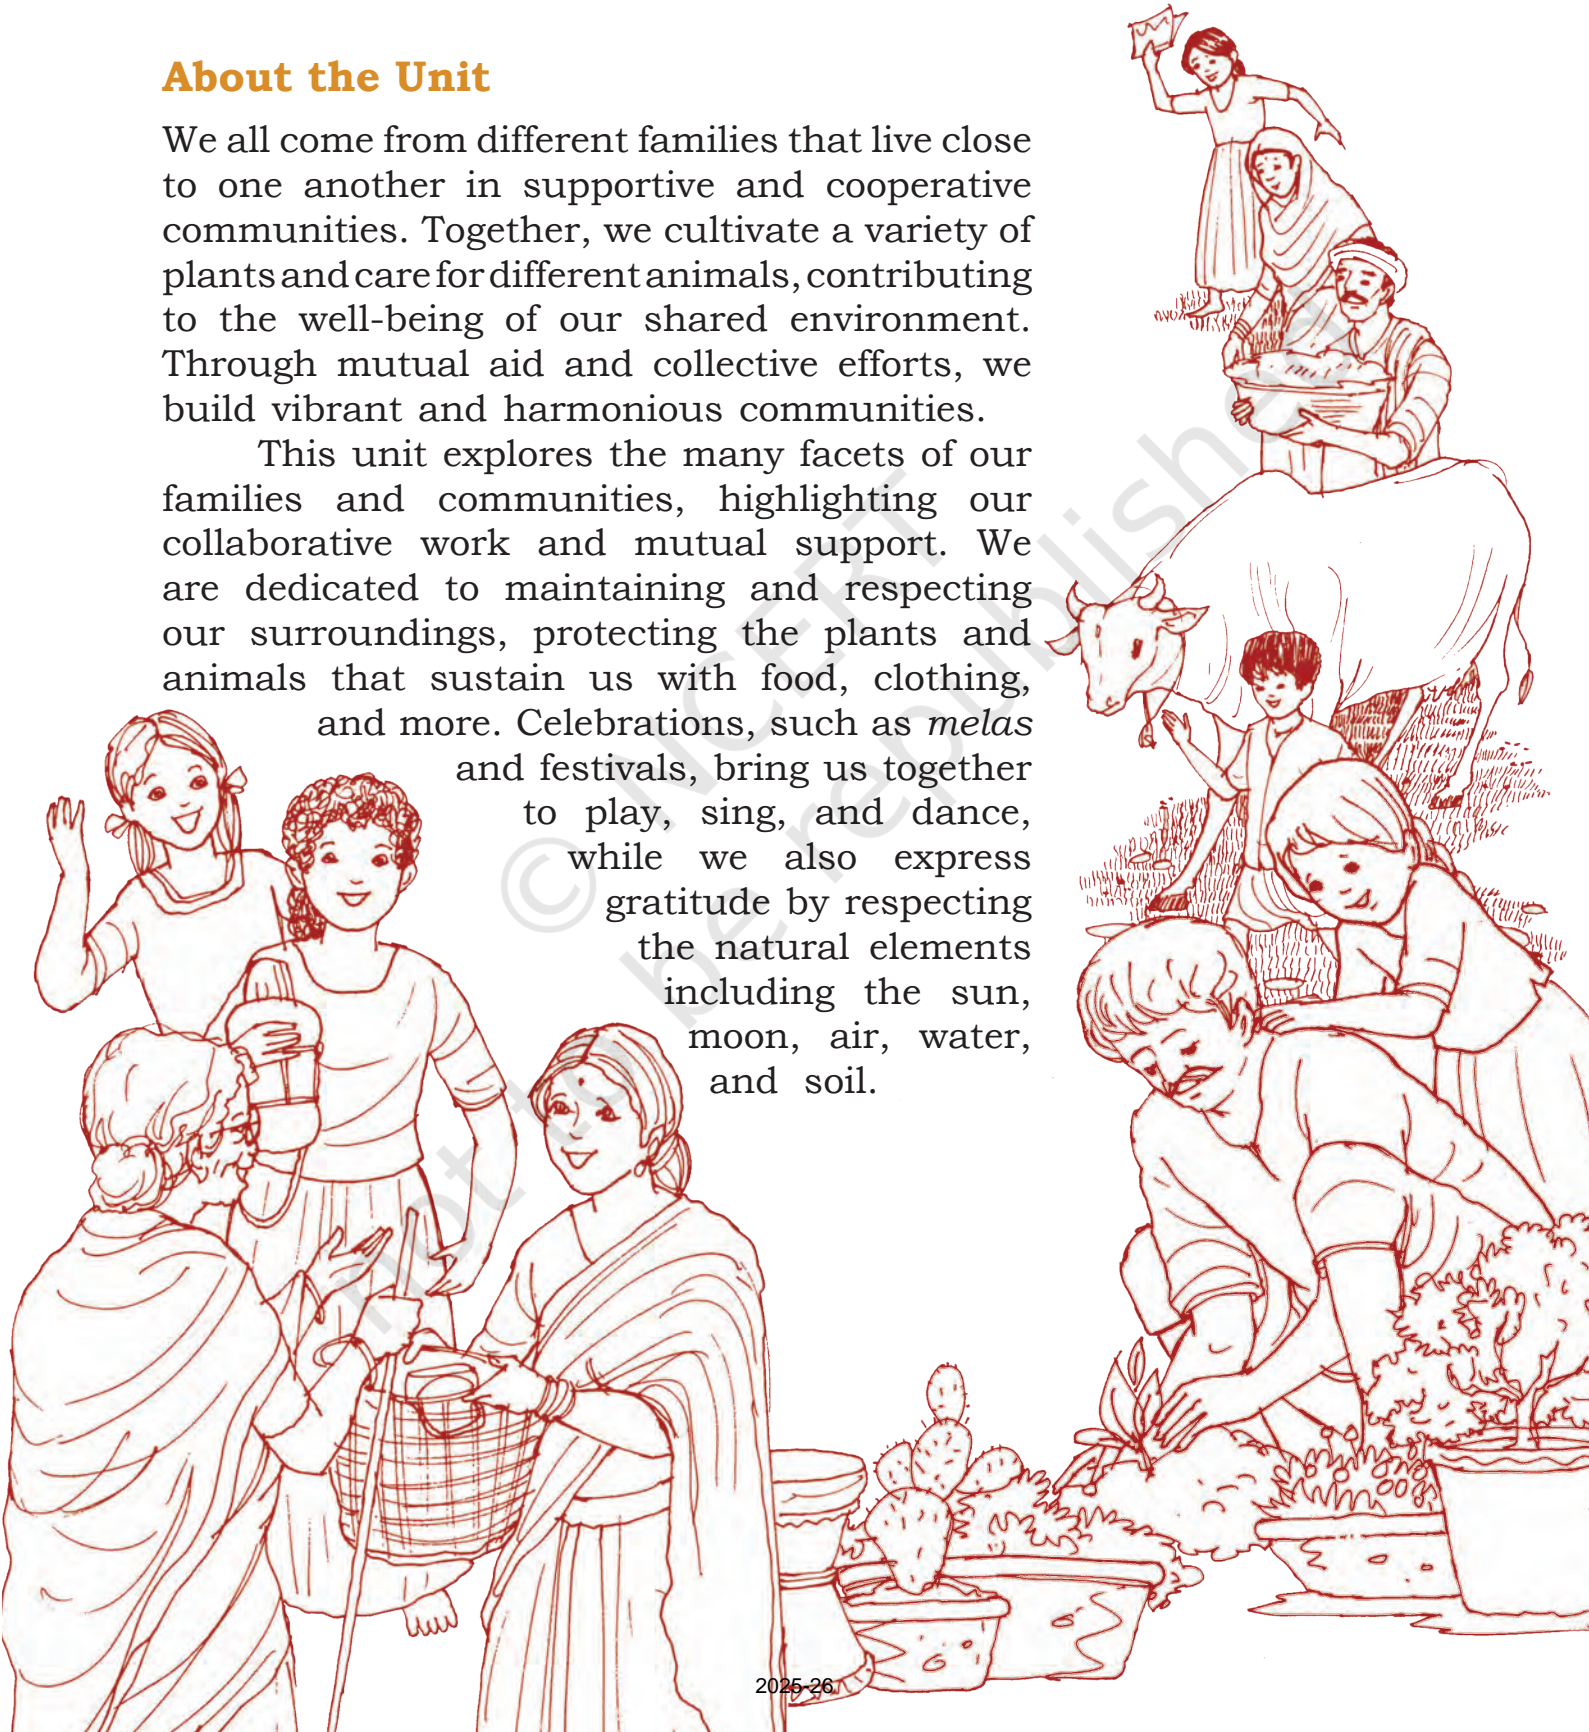 About the Unit
We all come from different families that live close
to one another in supportive and cooperative
communities. Together, we cultivate a variety of
plants and care for different animals, contributing
to the well-being of our shared environment.
Through mutual aid and collective efforts, we
build vibrant and harmonious communities.
This unit explores the many facets of our
families and communities, highlighting our
collaborative work and mutual support. We
are dedicated to maintaining and respecting
our surroundings, protecting the plants and
animals that sustain us with food, clothing,
and more. Celebrations, such as melas
and festivals, bring us together
to play, sing, and dance,
while we also express
gratitude by respecting
the natural elements
including the sun,
moon, air, water,
and soil.
© NCERT
not to be republished
2025-26